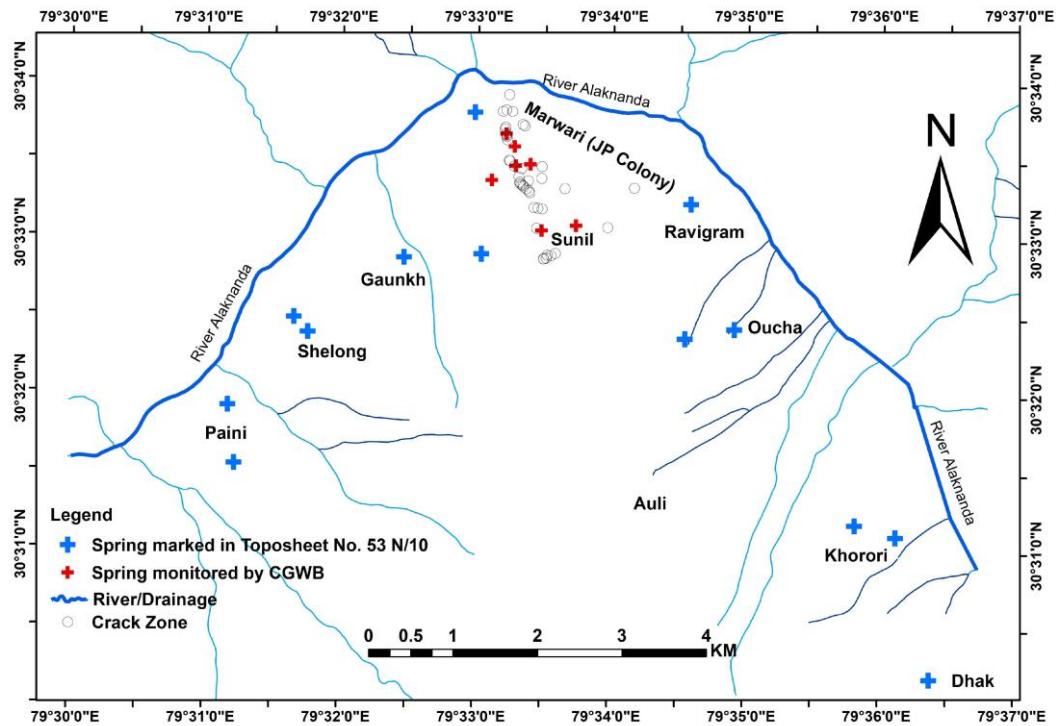 79°30'0"E 79°31'0"E 79°32'0"E 79°33'0"E 79°34'0"E 79°35'0"E 79°36'0"E 79°37'0"E
30°34'0"N
30°34'0"N
River Alaknanda
Marwari (JP Colony)
N
30°33'0"N
30°33'0"N
Sunil
Ravigram
Gaunkh
River Alaknanda
Oucha
Shelong
30°32'0"N
30°32'0"N
Paini
River Alaknanda
Auli
Legend
Spring marked in Toposheet No. 53 N/10
Spring monitored by CGWB
River/Drainage
Crack Zone
30°31'0"N
30°31'0"N
Khorori
0 0.5 1 2 3 4
KM
Dhak
79°30'0"E 79°31'0"E 79°32'0"E 79°33'0"E 79°34'0"E 79°35'0"E 79°36'0"E 79°37'0"E